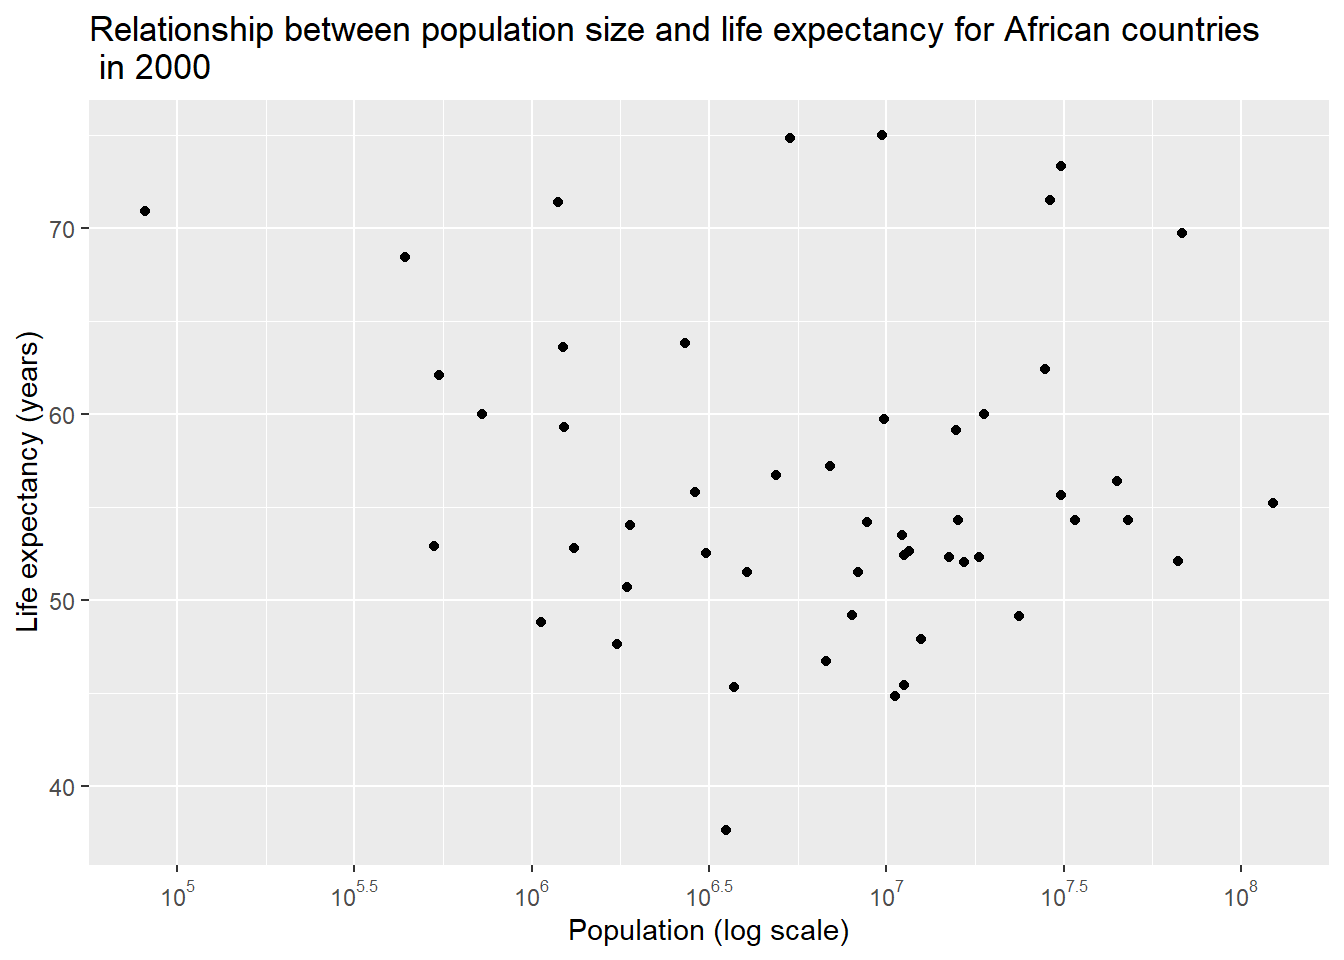 Relationship between population size and life expectancy for African countries
in 2000
Life expectancy (years)
70
60
50
40
10^5 10^5.5 10^6 10^6.5 10^7 10^7.5 10^8
Population (log scale)